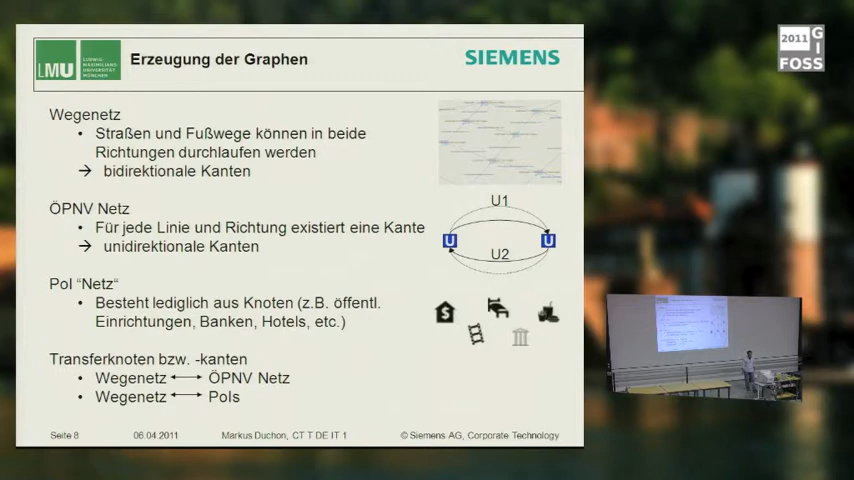 LMU
LUDWIG-
MAXIMILIANS-
UNIVERSITÄT
MÜNCHEN
Erzeugung der Graphen
SIEMENS
2011
G
I
FOSS
Wegenetz
• Straßen und Fußwege können in beide
Richtungen durchlaufen werden
→ bidirektionale Kanten
ÖPNV Netz
• Für jede Linie und Richtung existiert eine Kante
→ unidirektionale Kanten
U1
U
U
U2
PoI "Netz“
• Besteht lediglich aus Knoten (z.B. öffentl.
Einrichtungen, Banken, Hotels, etc.)
$
Transferknoten bzw. -kanten
• Wegenetz ⟷ ÖPNV Netz
• Wegenetz ⟷ PoIs
Seite 8
06.04.2011
Markus Duchon, CT T DE IT 1
© Siemens AG, Corporate Technology